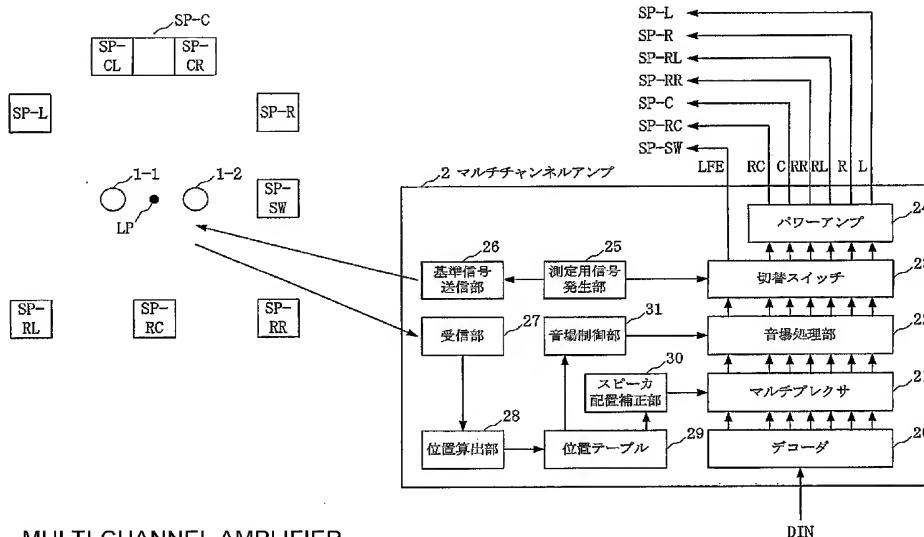 SP-C
SP-CL
SP-CR
SP-L
SP-R
1-1
1-2
LP
SP-SW
SP-RL
SP-RC
SP-RR
SP-L
SP-R
SP-RL
SP-RR
SP-C
SP-RC
SP-SW
LFE
RC
C
RR
RL
R
L
2 マルチチャンネルアンプ
24
パワーアンプ
26
基準信号送信部
25
測定用信号発生部
切替スイッチ
27
受信部
31
音場制御部
音場処理部
30
スピーカ配置補正部
マルチプレクサ
28
位置算出部
位置テーブル
29
デコーダ
DIN